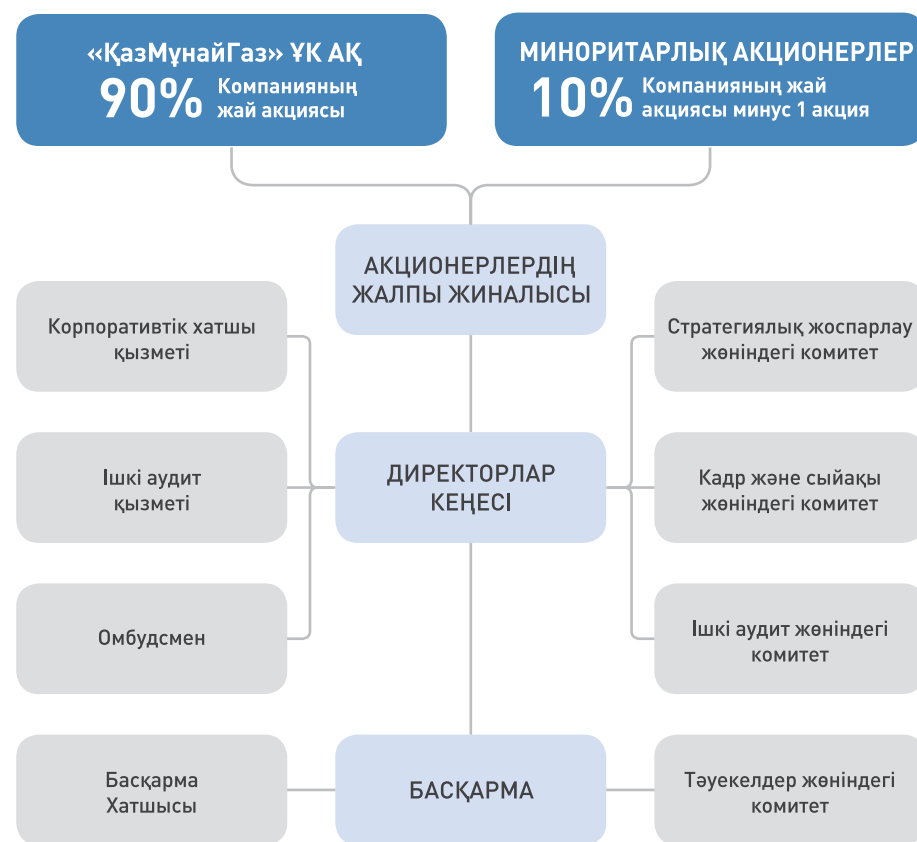 «ҚазМұнайГаз» ҰК АҚ
90% Компанияның
жай акциясы
МИНОРИТАРЛЫҚ АКЦИОНЕРЛЕР
10% Компанияның жай
акциясы минус 1 акция
АКЦИОНЕРЛЕРДІҢ
ЖАЛПЫ ЖИНАЛЫСЫ
Корпоративтік хатшы
қызметі
Стратегиялық жоспарлау
жөніндегі комитет
Ішкі аудит
қызметі
ДИРЕКТОРЛАР
КЕҢЕСІ
Кадр және сыйақы
жөніндегі комитет
Омбудсмен
Ішкі аудит жөніндегі
комитет
Басқарма
Хатшысы
БАСҚАРМА
Тәуекелдер жөніндегі
комитет